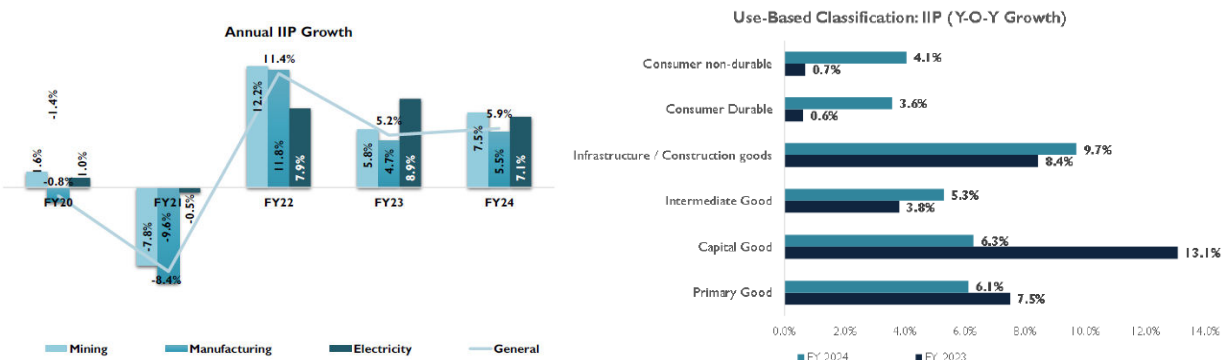 Annual IIP Growth
1.6%
-1.4%
1.0%
-0.8%
FY20
-7.8%
-9.6%
-0.5%
-8.4%
FY21
12.2%
11.8%
7.9%
11.4%
FY22
5.8%
4.7%
8.9%
5.2%
FY23
7.5%
5.5%
7.1%
5.9%
FY24
Mining Manufacturing Electricity General
Use-Based Classification: IIP (Y-O-Y Growth)
Consumer non-durable 4.1%
0.7%
Consumer Durable 3.6%
0.6%
Infrastructure / Construction goods 9.7%
8.4%
Intermediate Good 5.3%
3.8%
Capital Good 6.3%
13.1%
Primary Good 6.1%
7.5%
0.0% 2.0% 4.0% 6.0% 8.0% 10.0% 12.0% 14.0%
FY 2024 FY 2023